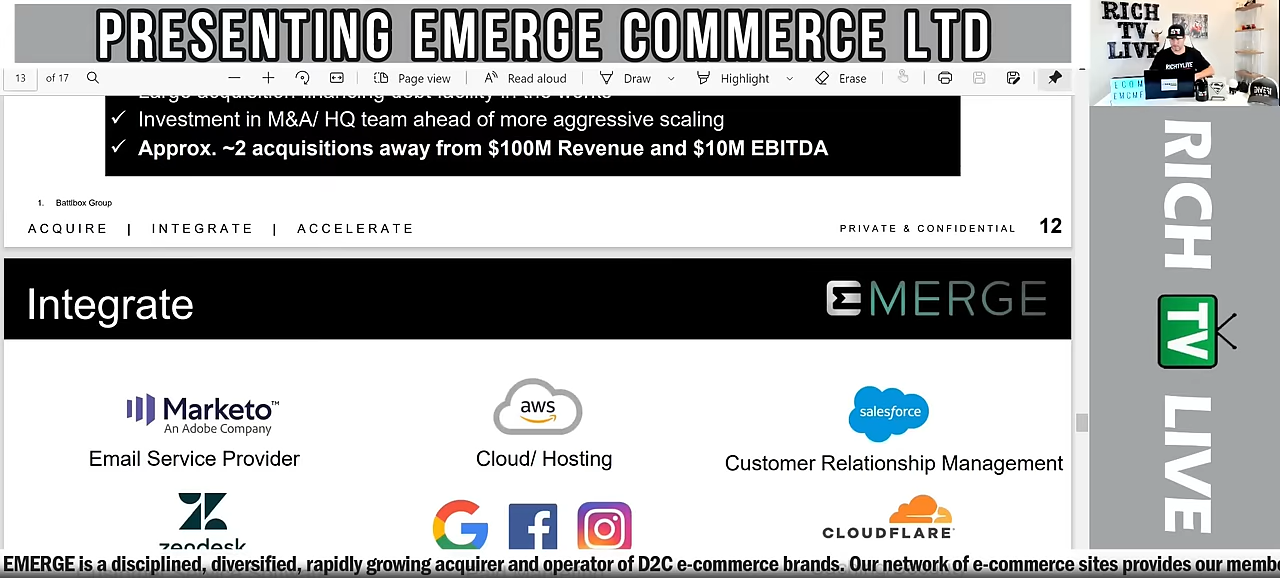 PRESENTING EMERGE COMMERCE LTD
RICH
TV
LIVE
13 of 17 Page view Read aloud Draw Highlight Erase
Investment in M&A/ HQ team ahead of more aggressive scaling
Approx. ~2 acquisitions away from $100M Revenue and $10M EBITDA
1. Battlbox Group
ACQUIRE | INTEGRATE | ACCELERATE
PRIVATE & CONFIDENTIAL 12
Integrate
EMERGE
Marketo™
An Adobe Company
Email Service Provider
aws
Cloud/ Hosting
salesforce
Customer Relationship Management
zendesk
CLOUDFLARE
RICH TV LIVE
EMERGE is a disciplined, diversified, rapidly growing acquirer and operator of D2C e-commerce brands. Our network of e-commerce sites provides our memb